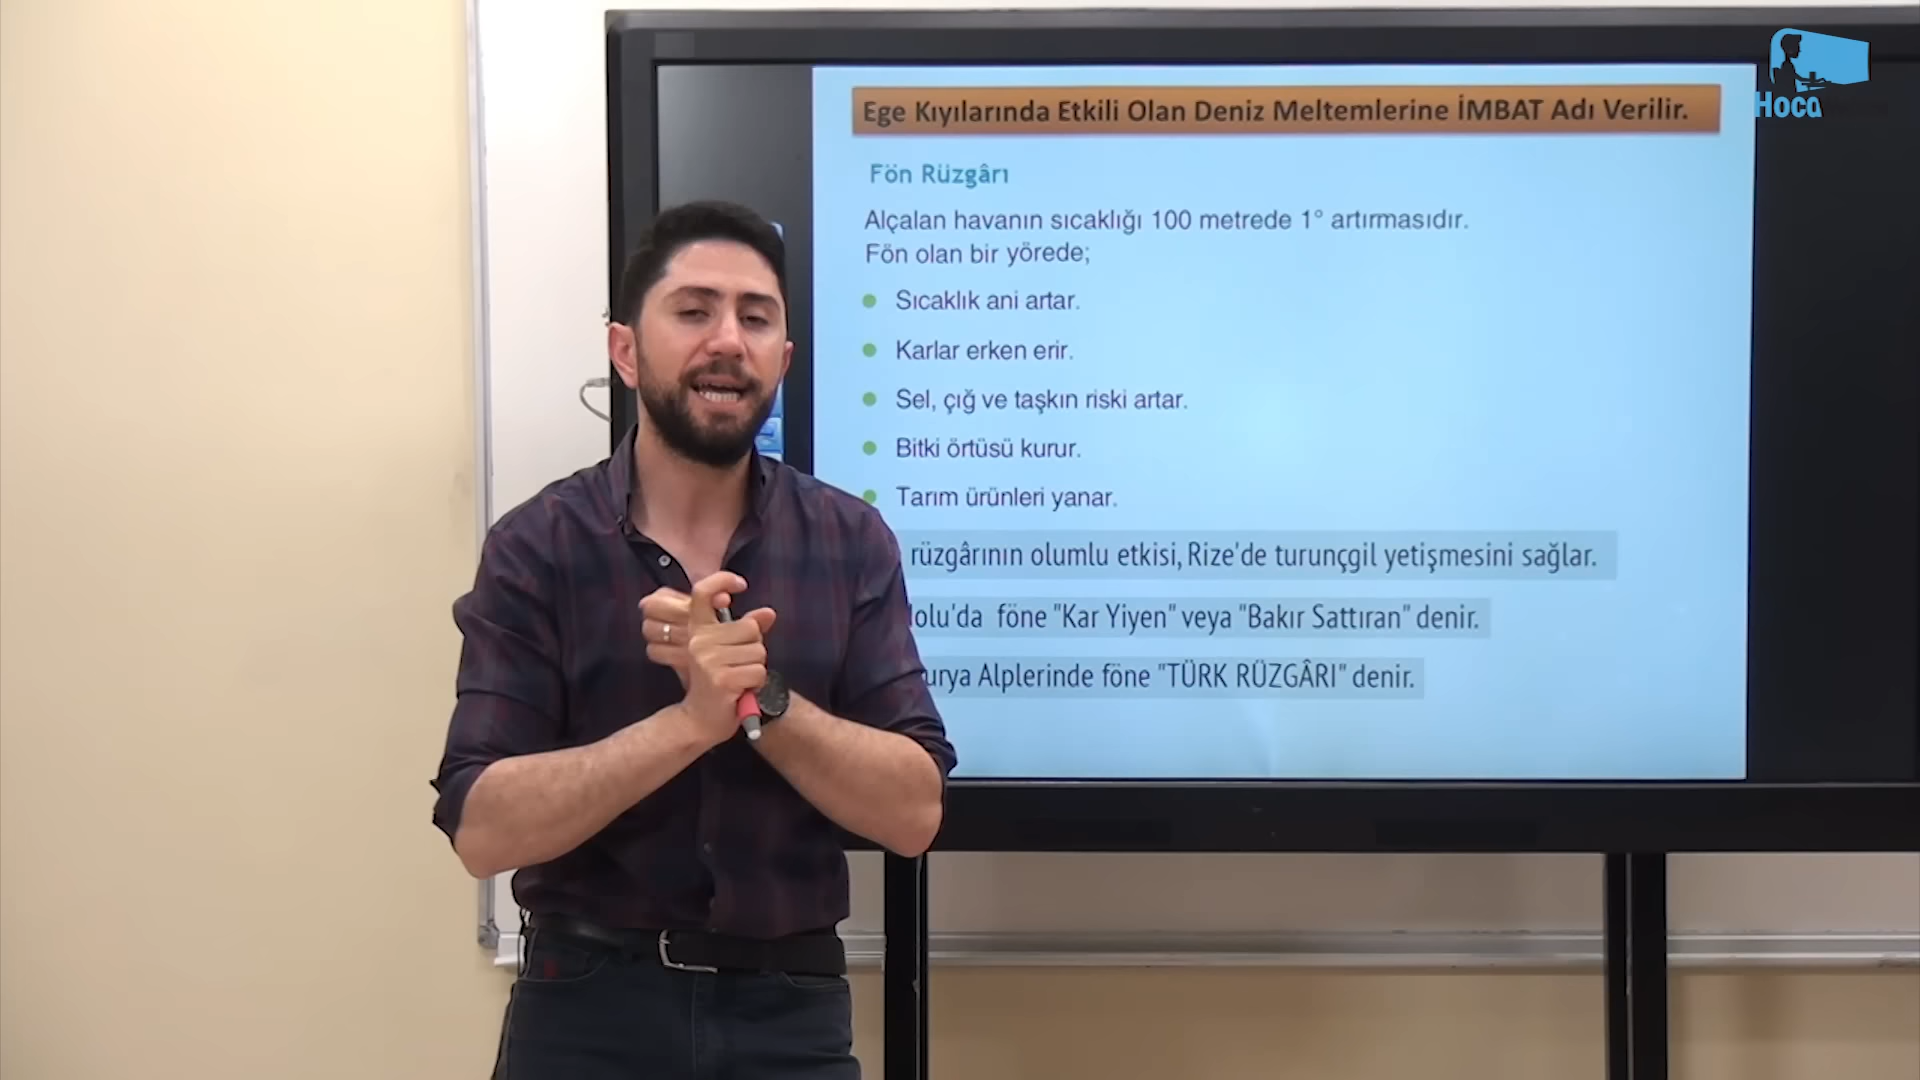 Hoca
Ege Kıyılarında Etkili Olan Deniz Meltemlerine İMBAT Adı Verilir.
Fön Rüzgârı
Alçalan havanın sıcaklığı 100 metrede 1° artırmasıdır.
Fön olan bir yörede;
Sıcaklık ani artar.
Karlar erken erir.
Sel, çığ ve taşkın riski artar.
Bitki örtüsü kurur.
Tarım ürünleri yanar.
rüzgârının olumlu etkisi, Rize'de turunçgil yetişmesini sağlar.
föne "Kar Yiyen" veya "Bakır Sattıran" denir.
Alplerinde föne "TÜRK RÜZGÂRI" denir.